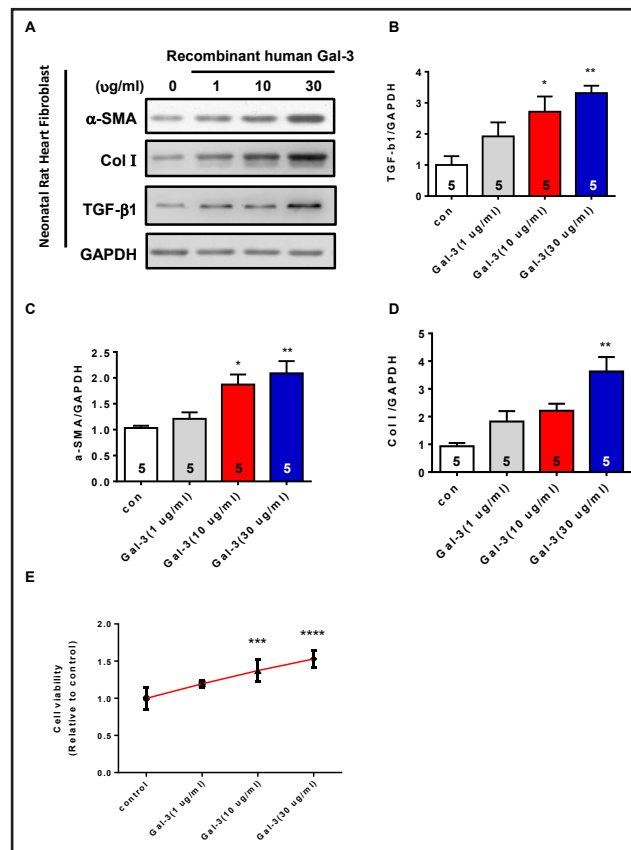 A
Recombinant human Gal-3
(υg/ml) 0 1 10 30
Neonatal Rat Heart Fibroblast
α-SMA
Col I
TGF-β1
GAPDH
B
TGF-b1/GAPDH
5
4
3
2
1
0
* **
5 5 5 5
con
Gal-3(1 ug/ml)
Gal-3(10 ug/ml)
Gal-3(30 ug/ml)
C
a-SMA/GAPDH
2.5
2.0
1.5
1.0
0.5
0.0
* **
5 5 5 5
con
Gal-3(1 ug/ml)
Gal-3(10 ug/ml)
Gal-3(30 ug/ml)
D
Col I/GAPDH
5
4
3
2
1
0
**
5 5 5 5
con
Gal-3(1 ug/ml)
Gal-3(10 ug/ml)
Gal-3(30 ug/ml)
E
Cell viability
(Relative to control)
2.0
1.5
1.0
0.5
0.0
*** ****
control
Gal-3(1 ug/ml)
Gal-3(10 ug/ml)
Gal-3(30 ug/ml)